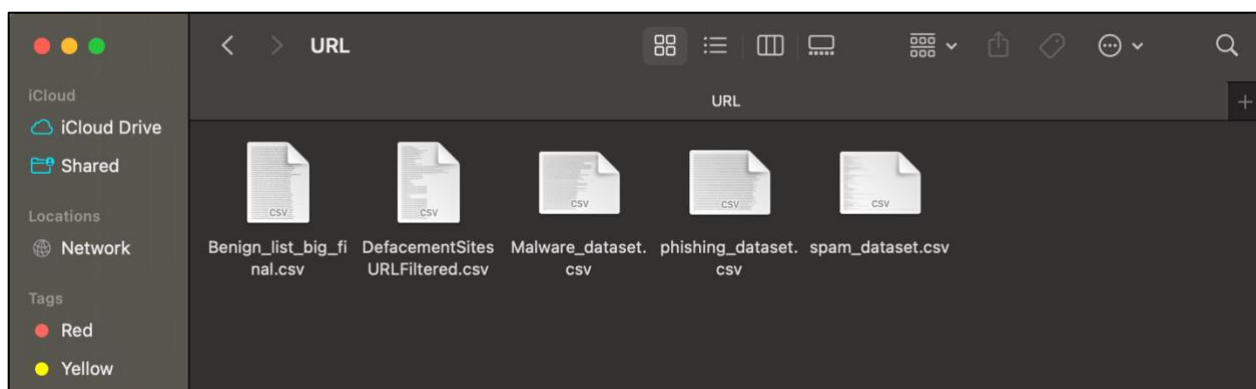 URL
iCloud
iCloud Drive
Shared
Locations
Network
Tags
Red
Yellow
URL
CSV
CSV
CSV
CSV
CSV
Benign_list_big_fi
nal.csv
DefacementSites
URLFiltered.csv
Malware_dataset.
csv
phishing_dataset.
csv
spam_dataset.csv